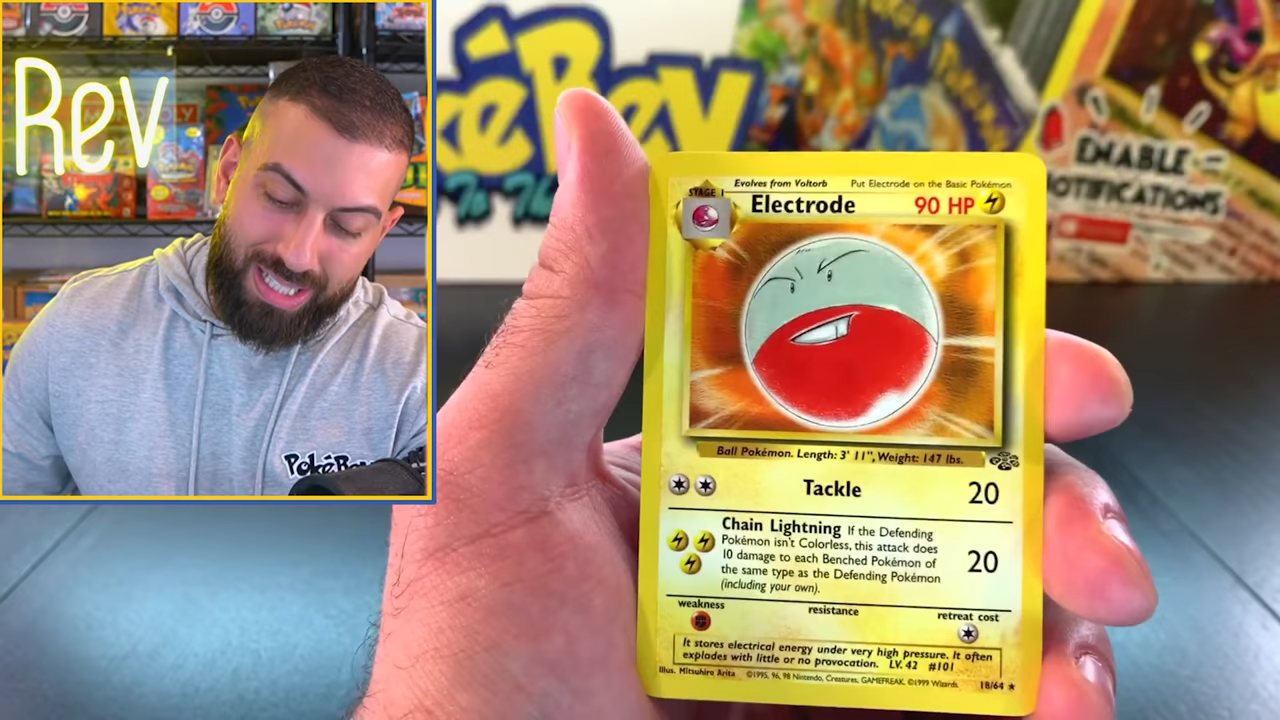 Rev
PokéRev
PokéRev
To The
ENABLE
NOTIFICATIONS
Evolves from Voltorb Put Electrode on the Basic Pokémon
STAGE 1
Electrode 90 HP
Ball Pokémon. Length: 3' 11", Weight: 147 lbs.
Tackle 20
Chain Lightning If the Defending
Pokémon isn't Colorless, this attack does
10 damage to each Benched Pokémon of
the same type as the Defending Pokémon
(including your own).
20
weakness resistance retreat cost
It stores electrical energy under very high pressure. It often
explodes with little or no provocation. LV. 42 #101
Illus. Mitsuhiro Arita ©1995, 96, 98 Nintendo, Creatures, GAMEFREAK. ©1999 Wizards. 18/64